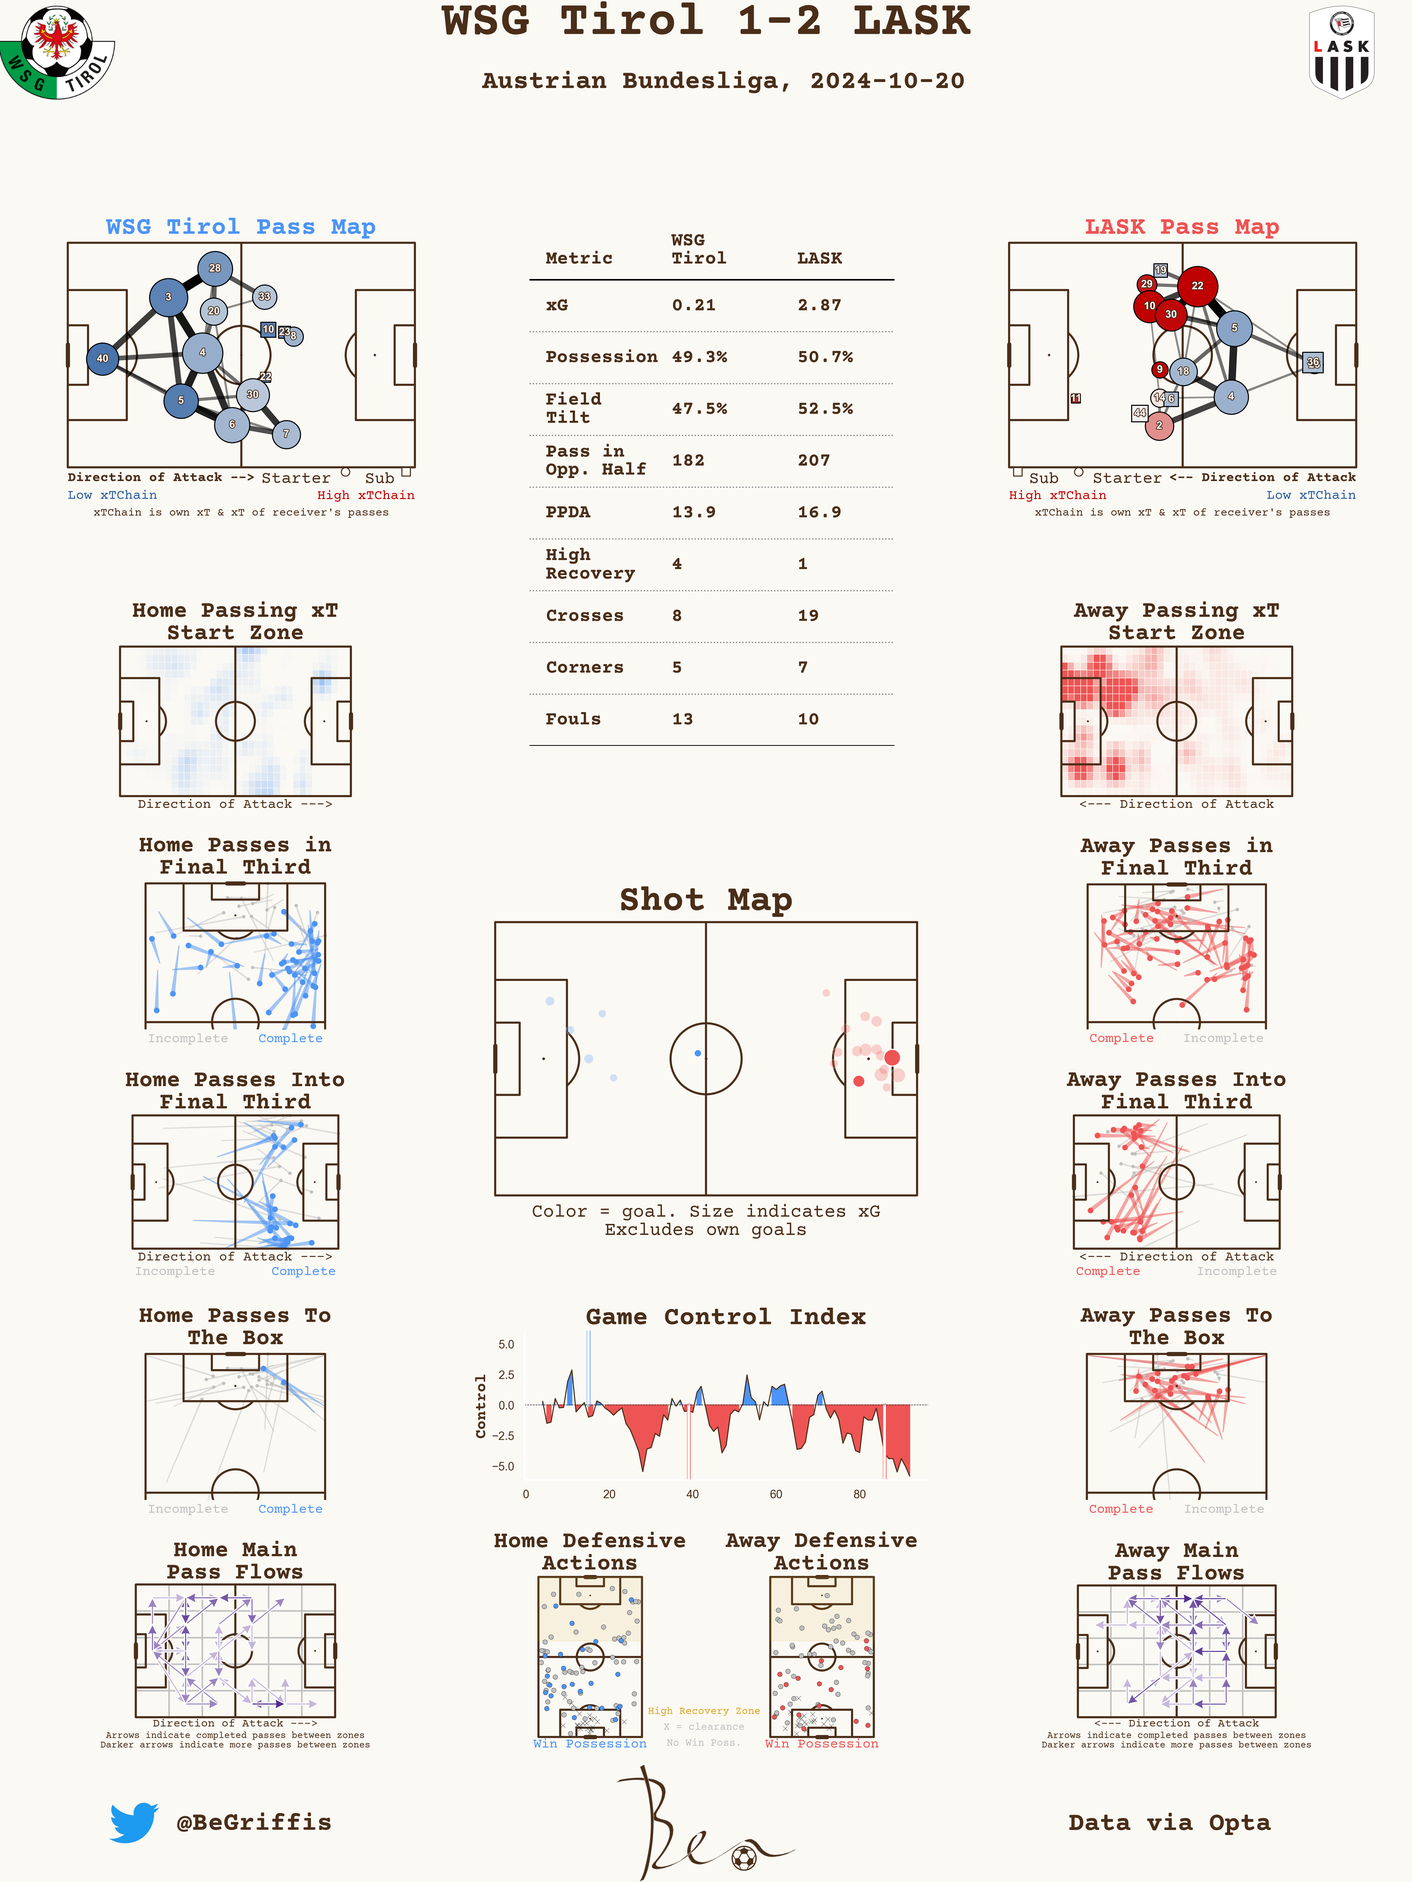 WSG Tirol 1-2 LASK
Austrian Bundesliga, 2024-10-20
WSG TIROL
LASK
WSG Tirol Pass Map
28
3
33
20
10
23
8
4
40
22
5
30
6
7
Direction of Attack --> Starter Sub
Low xTChain High xTChain
xTChain is own xT & xT of receiver's passes
Metric WSG Tirol LASK
xG 0.21 2.87
Possession 49.3% 50.7%
Field Tilt 47.5% 52.5%
Pass in Opp. Half 182 207
PPDA 13.9 16.9
High Recovery 4 1
Crosses 8 19
Corners 5 7
Fouls 13 10
LASK Pass Map
19
29
22
10
30
5
36
9
18
11
14
6
4
44
2
Sub Starter <-- Direction of Attack
High xTChain Low xTChain
xTChain is own xT & xT of receiver's passes
Home Passing xT
Start Zone
Direction of Attack --->
Away Passing xT
Start Zone
<--- Direction of Attack
Home Passes in
Final Third
Incomplete Complete
Away Passes in
Final Third
Complete Incomplete
Shot Map
Color = goal. Size indicates xG
Excludes own goals
Home Passes Into
Final Third
Direction of Attack --->
Incomplete Complete
Away Passes Into
Final Third
<--- Direction of Attack
Complete Incomplete
Home Passes To
The Box
Incomplete Complete
Game Control Index
Control
5.0
2.5
0.0
−2.5
−5.0
0 20 40 60 80
Away Passes To
The Box
Complete Incomplete
Home Main
Pass Flows
Direction of Attack --->
Arrows indicate completed passes between zones
Darker arrows indicate more passes between zones
Home Defensive
Actions
Win Possession
High Recovery Zone
X = clearance
No Win Poss.
Away Defensive
Actions
Win Possession
Away Main
Pass Flows
<--- Direction of Attack
Arrows indicate completed passes between zones
Darker arrows indicate more passes between zones
@BeGriffis
Ben
Data via Opta